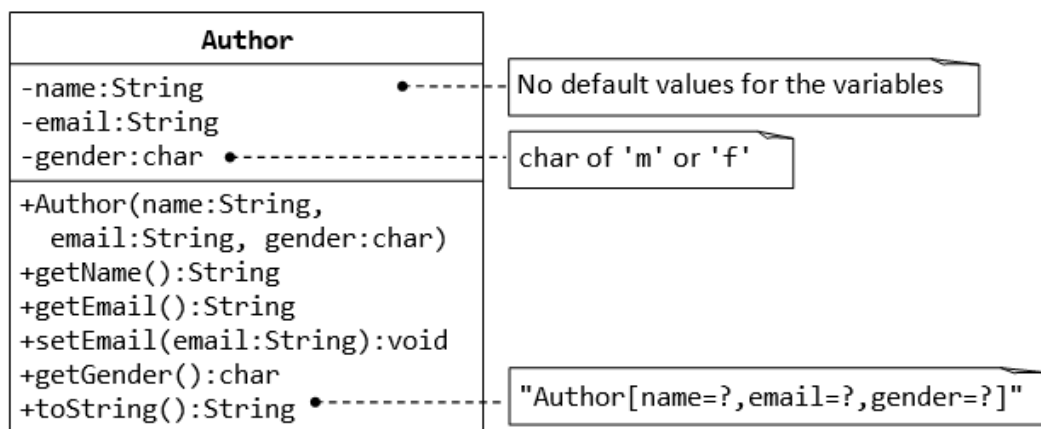 Author
-name:String
-email:String
-gender:char
+Author(name:String,
email:String, gender:char)
+getName():String
+getEmail():String
+setEmail(email:String):void
+getGender():char
+toString():String
No default values for the variables
char of 'm' or 'f'
"Author[name=?,email=?,gender=?]"